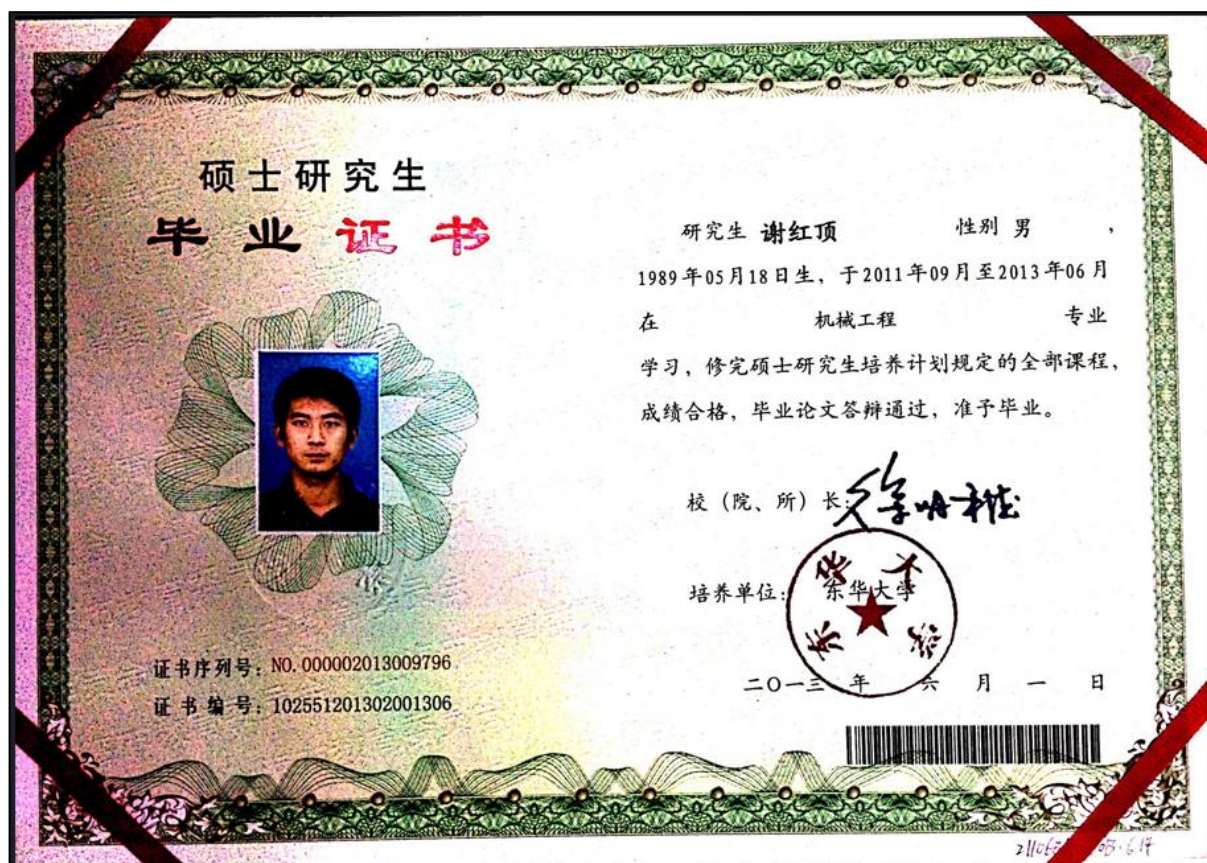 硕士研究生
毕业证书
研究生 谢红顶 性别 男 ，
1989年05月18日生，于2011年09月至2013年06月
在 机械工程 专业
学习，修完硕士研究生培养计划规定的全部课程，
成绩合格，毕业论文答辩通过，准予毕业。
校（院、所）长：
培养单位：东华大学
东华大学
二〇一三 年 六 月 一 日
证书序列号：NO.000002013009796
证书编号：102551201302001306